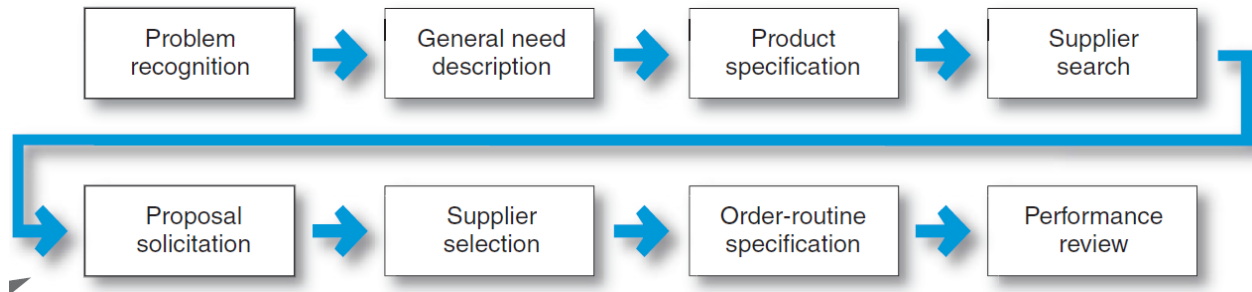 Problem
recognition
General need
description
Product
specification
Supplier
search
Proposal
solicitation
Supplier
selection
Order-routine
specification
Performance
review